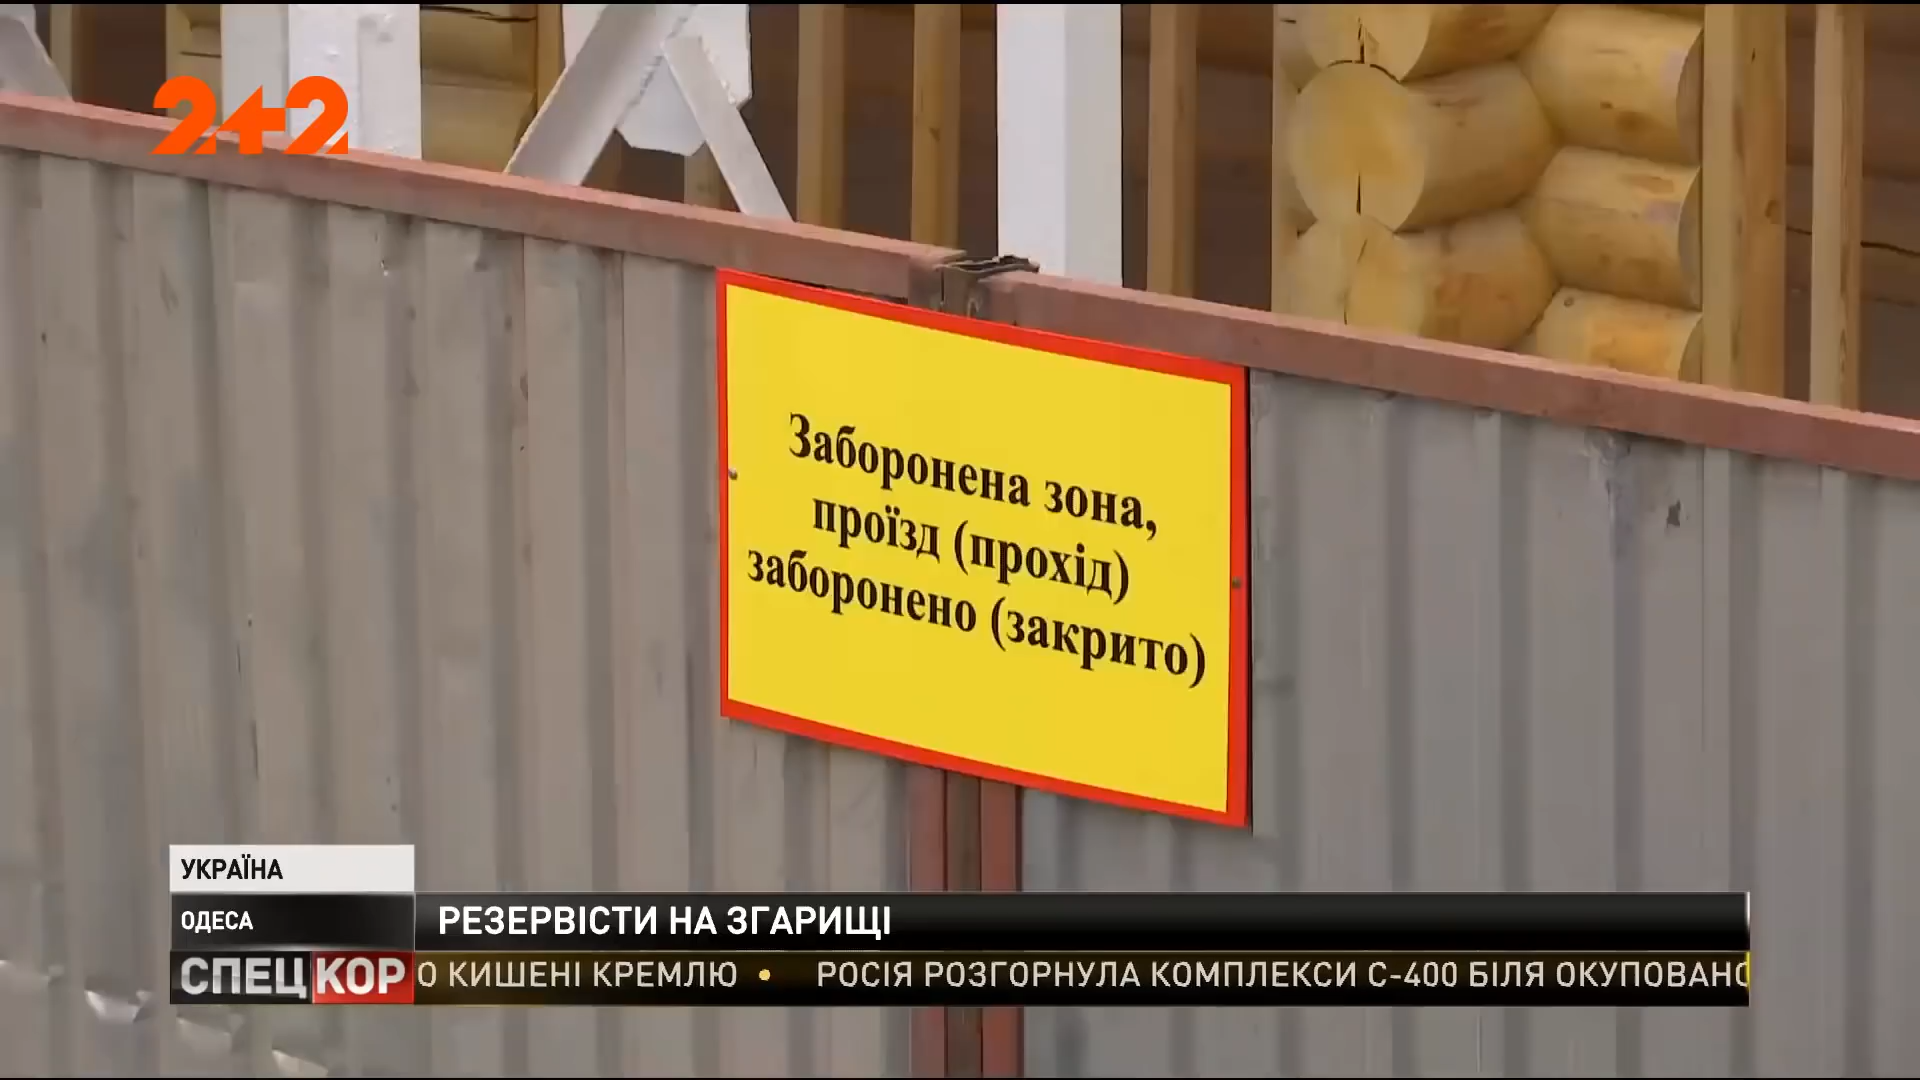 2+2
Заборонена зона,
проїзд (прохід)
заборонено (закрито)
УКРАЇНА
ОДЕСА
РЕЗЕРВІСТИ НА ЗГАРИЩІ
СПЕЦКОР
О КИШЕНІ КРЕМЛЮ • РОСІЯ РОЗГОРНУЛА КОМПЛЕКСИ С-400 БІЛЯ ОКУПОВАНО